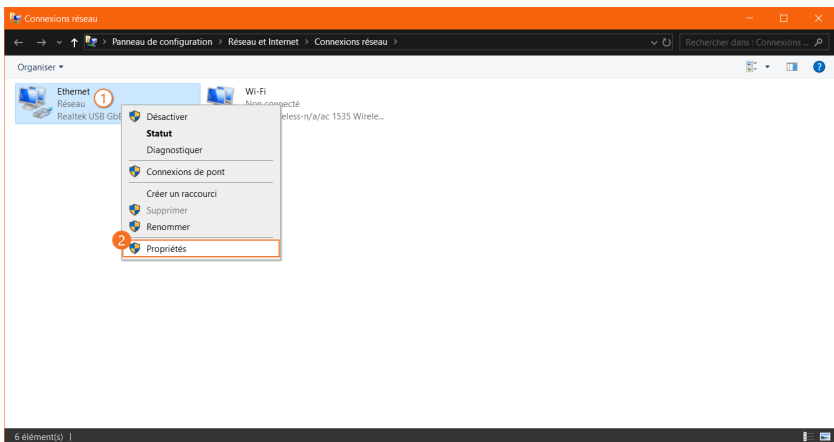 Connexions réseau
Panneau de configuration > Réseau et Internet > Connexions réseau >
Rechercher dans : Connexions ...
Organiser
Ethernet
Réseau
Realtek USB GbE
1
Wi-Fi
Non connecté
eless-n/a/ac 1535 Wirele...
Désactiver
Statut
Diagnostiquer
Connexions de pont
Créer un raccourci
Supprimer
Renommer
2
Propriétés
6 élément(s)